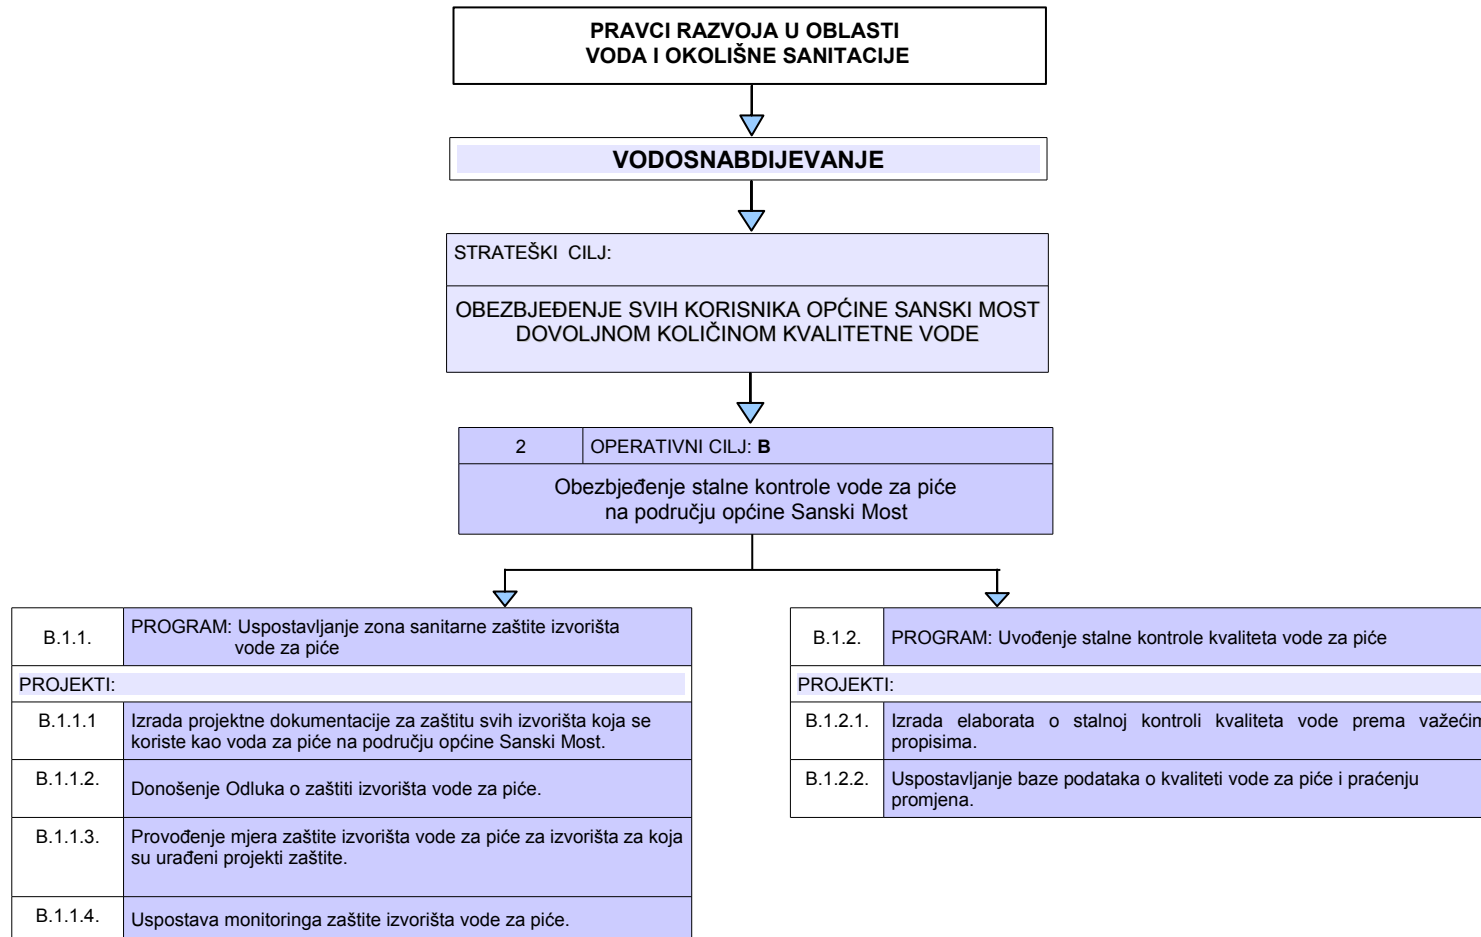 PRAVCI RAZVOJA U OBLASTI
VODA I OKOLIŠNE SANITACIJE
VODOSNABDIJEVANJE
STRATEŠKI CILJ:
OBEZBJEĐENJE SVIH KORISNIKA OPĆINE SANSKI MOST
DOVOLJNOM KOLIČINOM KVALITETNE VODE
2 OPERATIVNI CILJ: B
Obezbjeđenje stalne kontrole vode za piće
na području općine Sanski Most
B.1.1. PROGRAM: Uspostavljanje zona sanitarne zaštite izvorišta
vode za piće
PROJEKTI:
B.1.1.1 Izrada projektne dokumentacije za zaštitu svih izvorišta koja se
koriste kao voda za piće na području općine Sanski Most.
B.1.1.2. Donošenje Odluka o zaštiti izvorišta vode za piće.
B.1.1.3. Provođenje mjera zaštite izvorišta vode za piće za izvorišta za koja
su urađeni projekti zaštite.
B.1.1.4. Uspostava monitoringa zaštite izvorišta vode za piće.
B.1.2. PROGRAM: Uvođenje stalne kontrole kvaliteta vode za piće
PROJEKTI:
B.1.2.1. Izrada elaborata o stalnoj kontroli kvaliteta vode prema važećim
propisima.
B.1.2.2. Uspostavljanje baze podataka o kvaliteti vode za piće i praćenju
promjena.